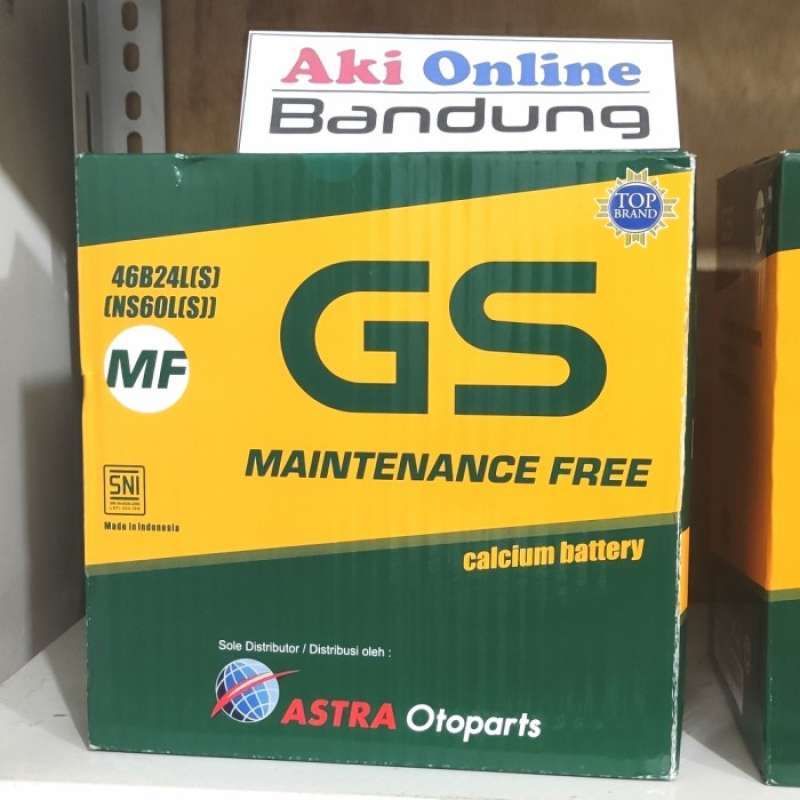 Aki Online
Bandung
TOP
BRAND
46B24L(S)
(NS60L(S))
MF
GS
MAINTENANCE FREE
SNI
Made in Indonesia
calcium battery
Sole Distributor / Distribusi oleh :
ASTRA Otoparts